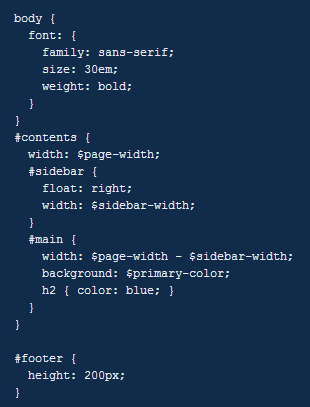 body {
  font: {
    family: sans-serif;
    size: 30em;
    weight: bold;
  }
}
#contents {
  width: $page-width;
  #sidebar {
    float: right;
    width: $sidebar-width;
  }
  #main {
    width: $page-width - $sidebar-width;
    background: $primary-color;
    h2 { color: blue; }
  }
}

#footer {
  height: 200px;
}